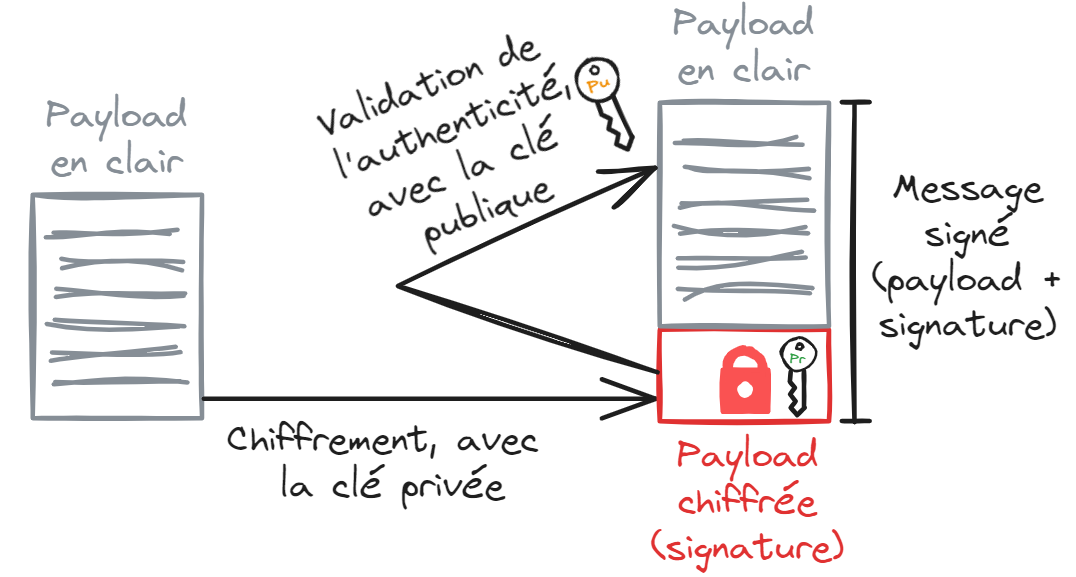 Payload
en clair
Chiffrement, avec
la clé privée
Validation de
l'authenticité,
avec la clé
publique
Pu
Payload
en clair
Pr
Payload
chiffrée
(signature)
Message
signé
(payload +
signature)